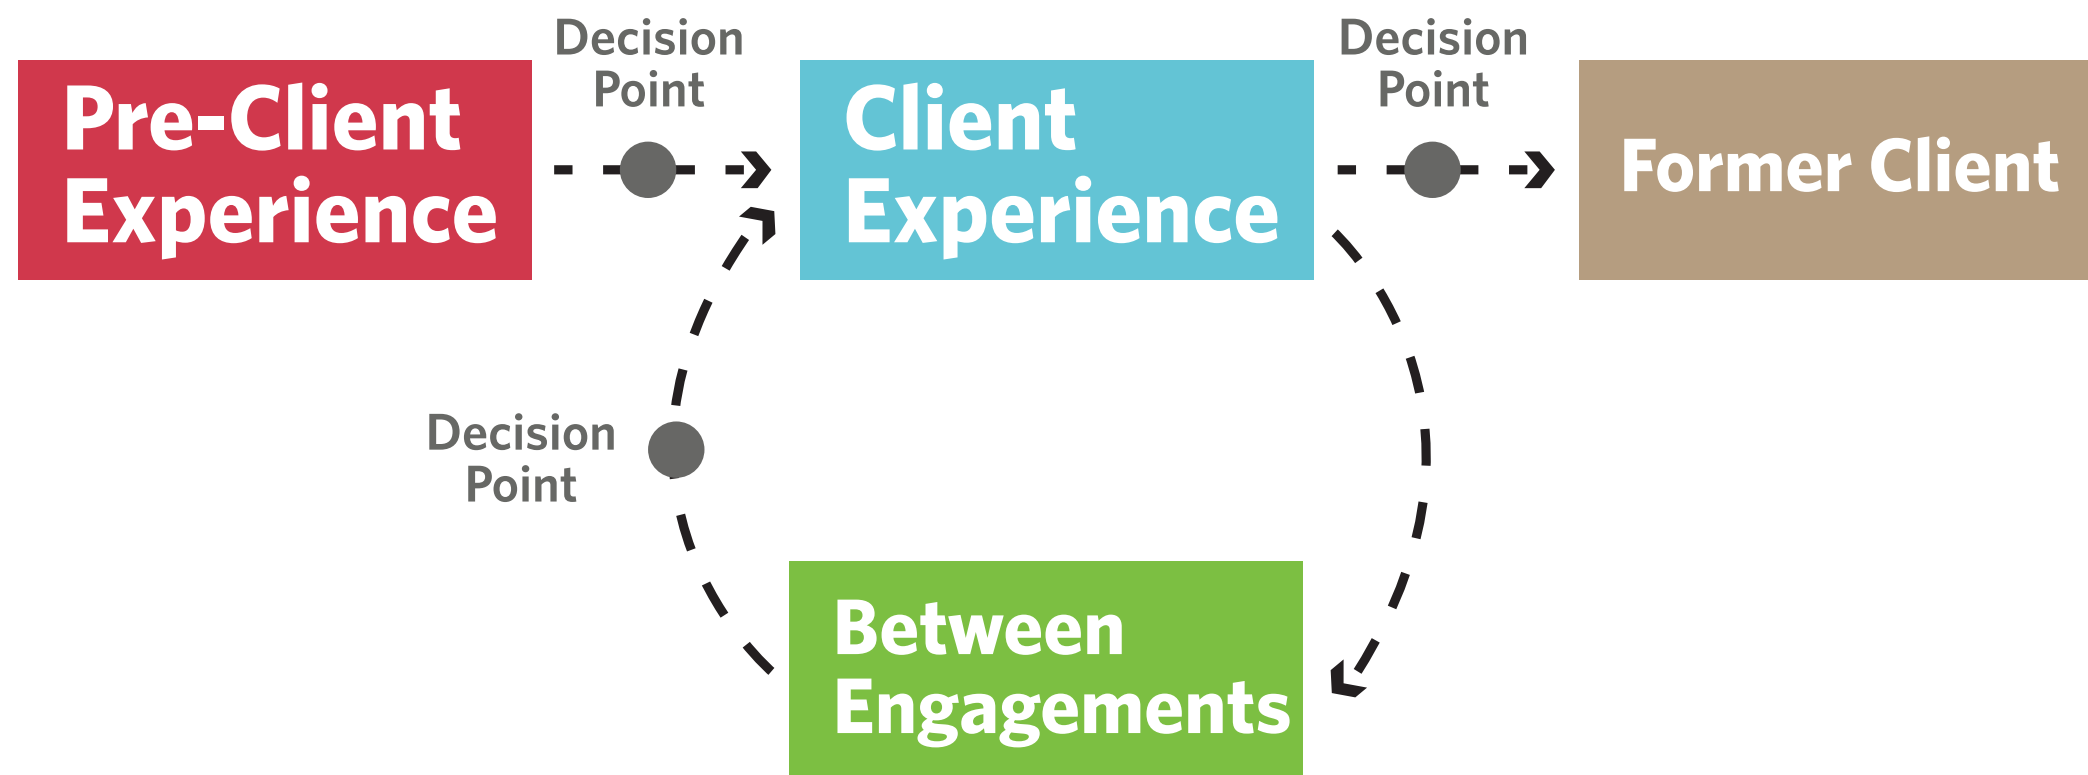 Decision
Point
Decision
Point
Pre-Client
Experience
Client
Experience
Former Client
Decision
Point
Between
Engagements